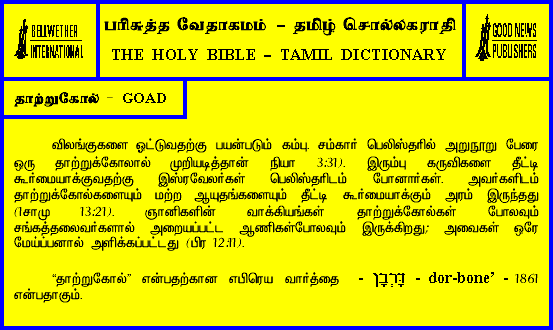 BELLWETHER
INTERNATIONAL
பரிசுத்த வேதாகமம் – தமிழ் சொல்லகராதி
THE HOLY BIBLE – TAMIL DICTIONARY
GOOD NEWS
PUBLISHERS
தாற்றுகோல் – GOAD
விலங்குகளை ஓட்டுவதற்கு பயன்படும் கம்பு. சம்கார் பெலிஸ்தரில் அறுநூறு பேரை
ஒரு தாற்றுக்கோலால் முறியடித்தான் நியா 3:31). இரும்பு கருவிகளை தீட்டி
கூர்மையாக்குவதற்கு இஸ்ரவேலர்கள் பெலிஸ்தரிடம் போனார்கள். அவர்களிடம்
தாற்றுக்கோல்களையும் மற்ற ஆயுதங்களையும் தீட்டி கூர்மையாக்கும் அரம் இருந்தது
(1சாமு 13:21). ஞானிகளின் வாக்கியங்கள் தாற்றுக்கோல்கள் போலவும்
சங்கத்தலைவர்களால் அறையப்பட்ட ஆணிகள்போலவும் இருக்கிறது; அவைகள் ஒரே
மேய்ப்பனால் அளிக்கப்பட்டது (பிர 12:11).
“தாற்றுகோல்” என்பதற்கான எபிரெய வார்த்தை - דָּרְבָן - dor-bone’ - 1861
என்பதாகும்.